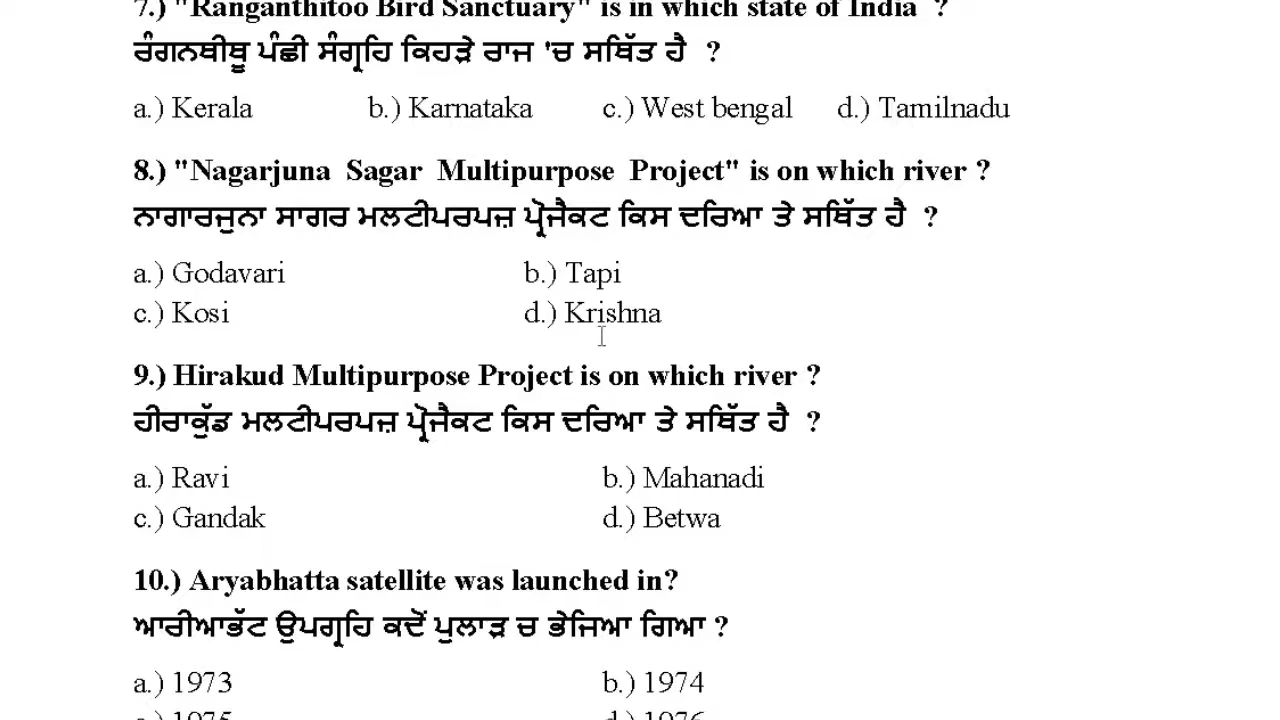 7.) "Ranganthitoo Bird Sanctuary" is in which state of India ?
ਰੰਗਨਥੀਥੂ ਪੰਛੀ ਸੰਗ੍ਰਹਿ ਕਿਹੜੇ ਰਾਜ 'ਚ ਸਥਿੱਤ ਹੈ ?
a.) Kerala b.) Karnataka c.) West bengal d.) Tamilnadu
8.) "Nagarjuna Sagar Multipurpose Project" is on which river ?
ਨਾਗਾਰਜੁਨਾ ਸਾਗਰ ਮਲਟੀਪਰਪਜ਼ ਪ੍ਰੋਜੈਕਟ ਕਿਸ ਦਰਿਆ ਤੇ ਸਥਿੱਤ ਹੈ ?
a.) Godavari b.) Tapi
c.) Kosi d.) Krishna
9.) Hirakud Multipurpose Project is on which river ?
ਹੀਰਾਕੁੱਡ ਮਲਟੀਪਰਪਜ਼ ਪ੍ਰੋਜੈਕਟ ਕਿਸ ਦਰਿਆ ਤੇ ਸਥਿੱਤ ਹੈ ?
a.) Ravi b.) Mahanadi
c.) Gandak d.) Betwa
10.) Aryabhatta satellite was launched in?
ਆਰੀਆਭੱਟ ਉਪਗ੍ਰਹਿ ਕਦੋਂ ਪੁਲਾੜ ਚ ਭੇਜਿਆ ਗਿਆ ?
a.) 1973 b.) 1974
c.) 1975 d.) 1976